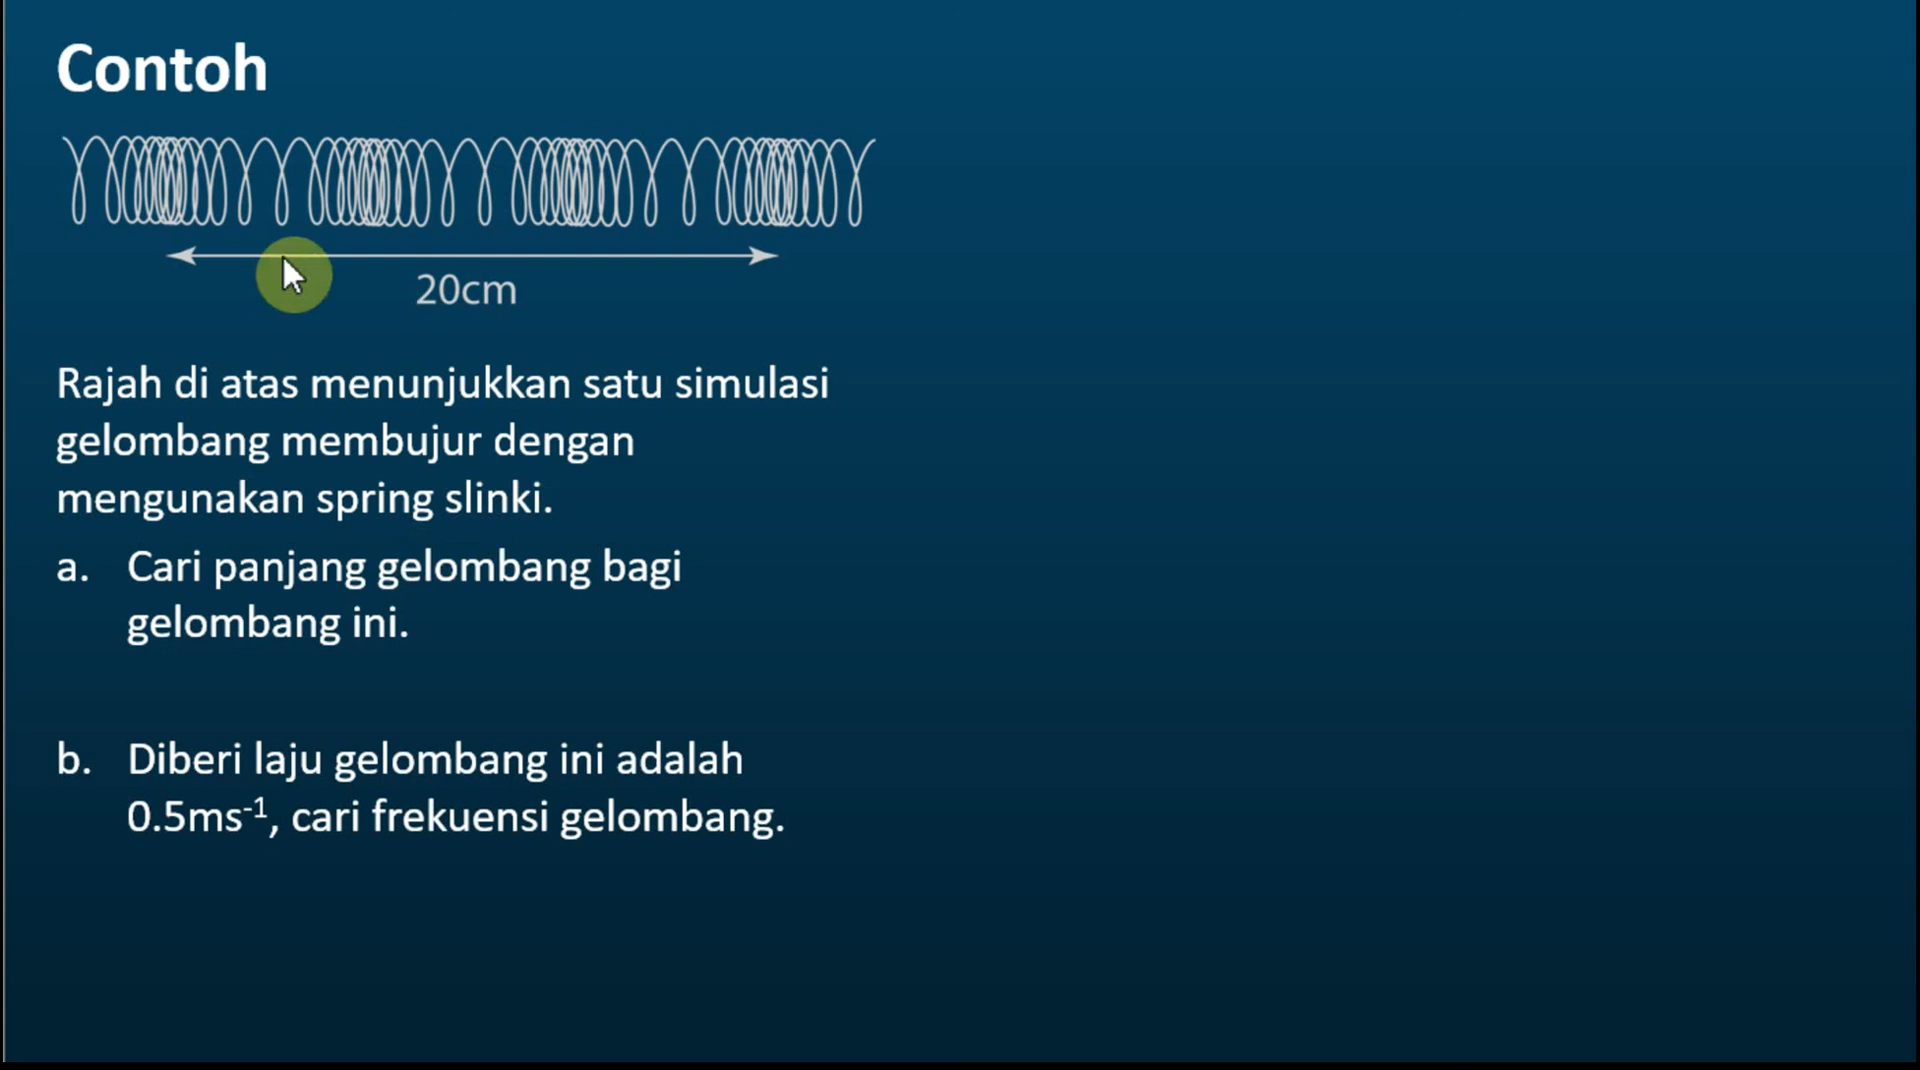 Contoh
20cm
Rajah di atas menunjukkan satu simulasi
gelombang membujur dengan
mengunakan spring slinki.
a. Cari panjang gelombang bagi
gelombang ini.
b. Diberi laju gelombang ini adalah
0.5ms⁻¹, cari frekuensi gelombang.